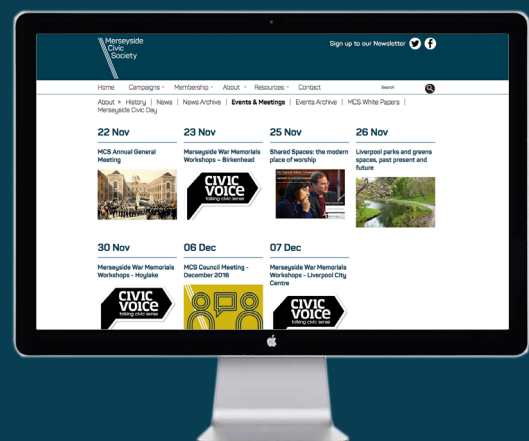 Merseyside
Civic
Society
Sign up to our Newsletter
Home Campaigns Membership About Resources Contact Search
About > History | News | News Archive | Events & Meetings | Events Archive | MCS White Papers |
Merseyside Civic Day
22 Nov
MCS Annual General
Meeting
23 Nov
Merseyside War Memorials
Workshops – Birkenhead
CIVIC
VOICE
talking civic sense
25 Nov
Shared Spaces: the modern
place of worship
26 Nov
Liverpool parks and greens
spaces, past present and
future
30 Nov
Merseyside War Memorials
Workshops - Hoylake
CIVIC
VOICE
talking civic sense
06 Dec
MCS Council Meeting -
December 2016
07 Dec
Merseyside War Memorials
Workshops - Liverpool City
Centre
CIVIC
VOICE
talking civic sense